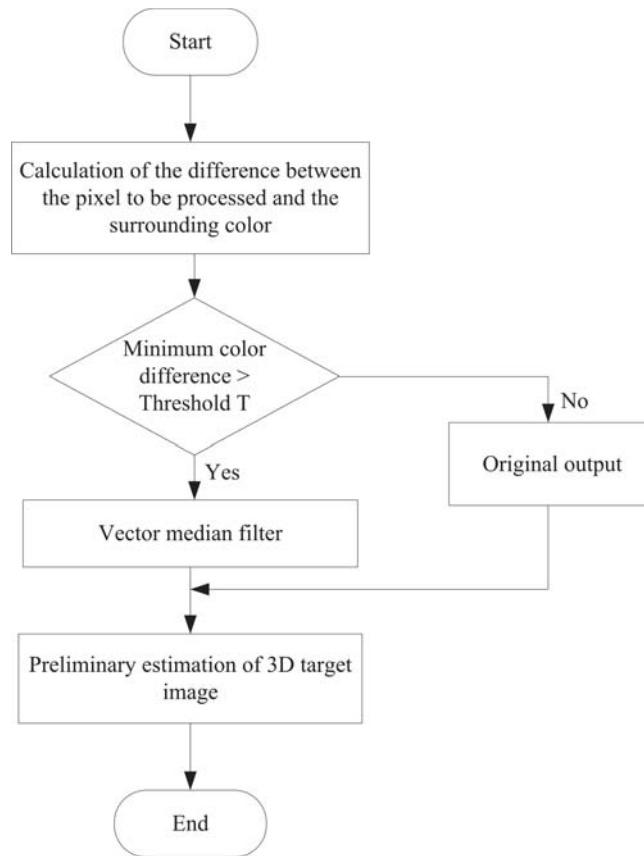 Start
Calculation of the difference between
the pixel to be processed and the
surrounding color
Minimum color
difference >
Threshold T
No
Original output
Yes
Vector median filter
Preliminary estimation of 3D target
image
End